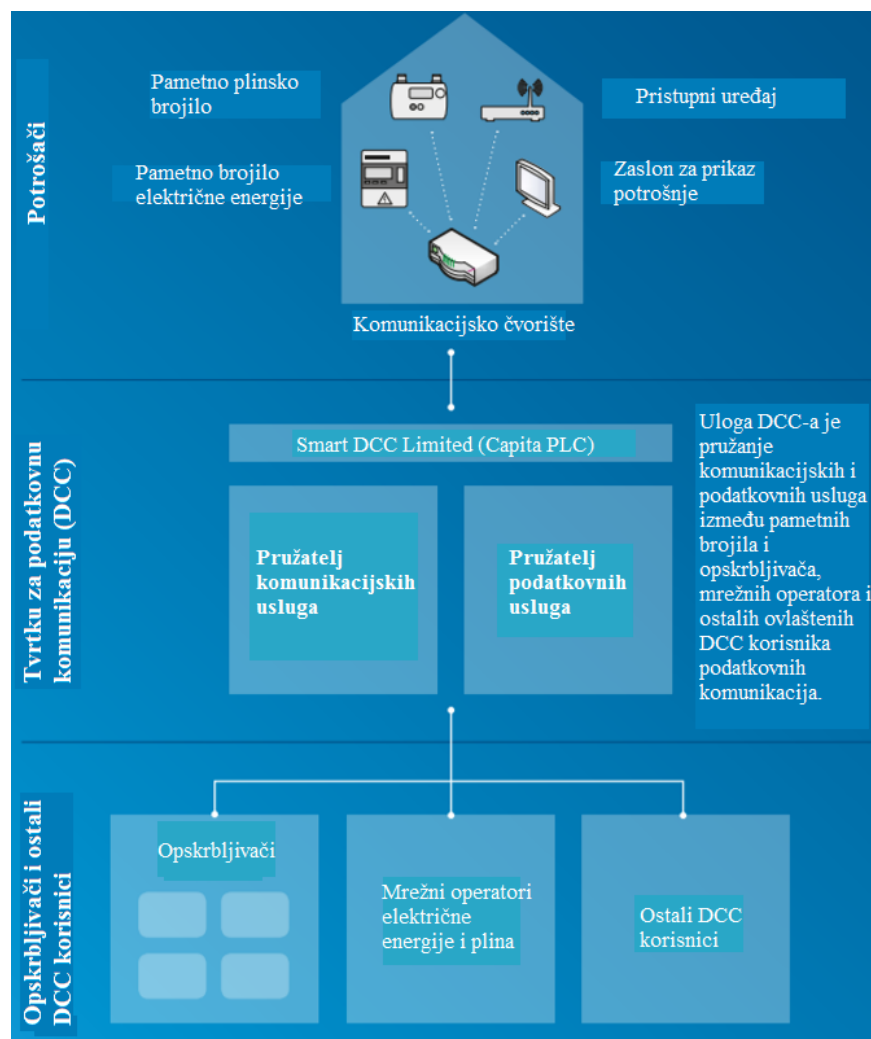 Potrošači
Pametno plinsko
brojilo
Pristupni uređaj
Pametno brojilo
električne energije
Zaslon za prikaz
potrošnje
Komunikacijsko čvorište
Tvrtku za podatkovnu
komunikaciju (DCC)
Smart DCC Limited (Capita PLC)
Pružatelj
komunikacijskih
usluga
Pružatelj
podatkovnih
usluga
Uloga DCC-a je
pružanje
komunikacijskih i
podatkovnih usluga
između pametnih
brojila i
opskrbljivača,
mrežnih operatora i
ostalih ovlaštenih
DCC korisnika
podatkovnih
komunikacija.
Opskrbljivači i ostali
DCC korisnici
Opskrbljivači
Mrežni operatori
električne
energije i plina
Ostali DCC
korisnici